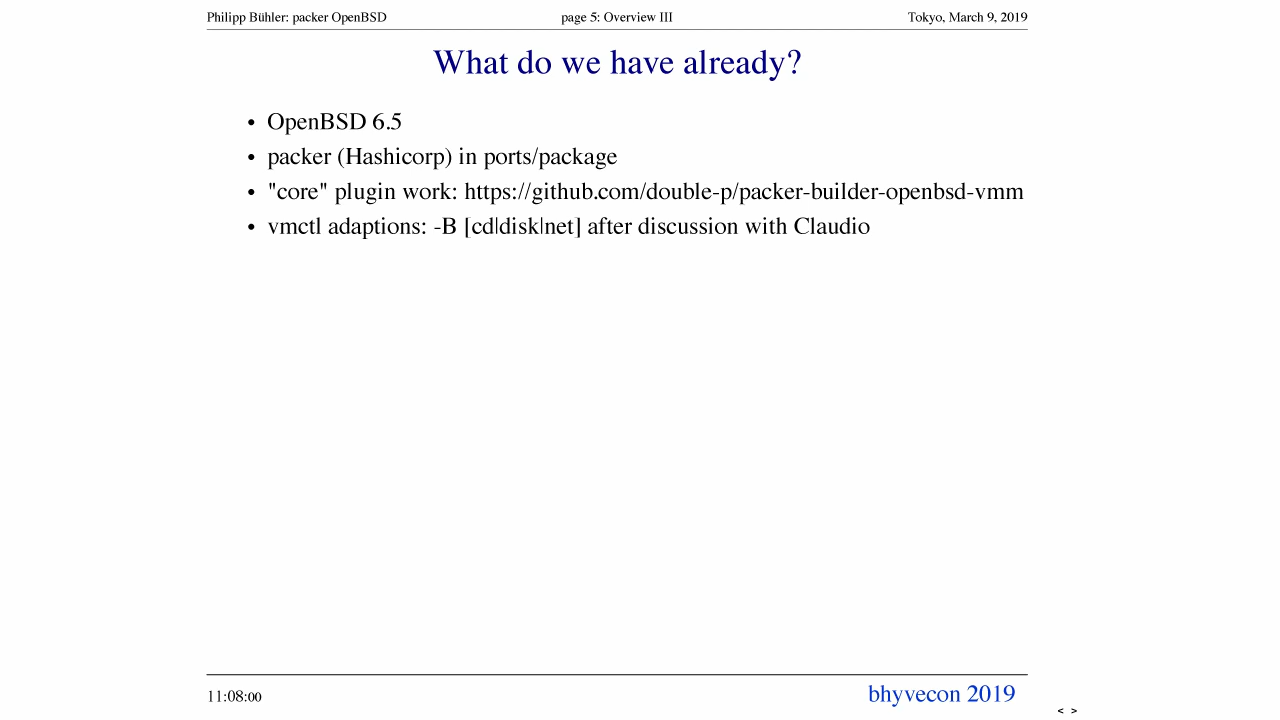 Philipp Bühler: packer OpenBSD page 5: Overview III Tokyo, March 9, 2019
What do we have already?
• OpenBSD 6.5
• packer (Hashicorp) in ports/package
• "core" plugin work: https://github.com/double-p/packer-builder-openbsd-vmm
• vmctl adaptions: -B [cd|disk|net] after discussion with Claudio
11:08:00 bhyvecon 2019
< >